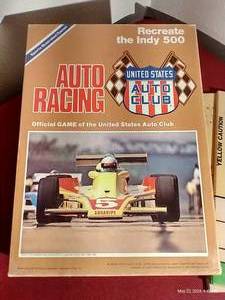 Recreate
the Indy 500
AUTO
RACING
UNITED STATES
AUTO
CLUB
Official GAME of the United States Auto Club
5
YELLOW CAUTION